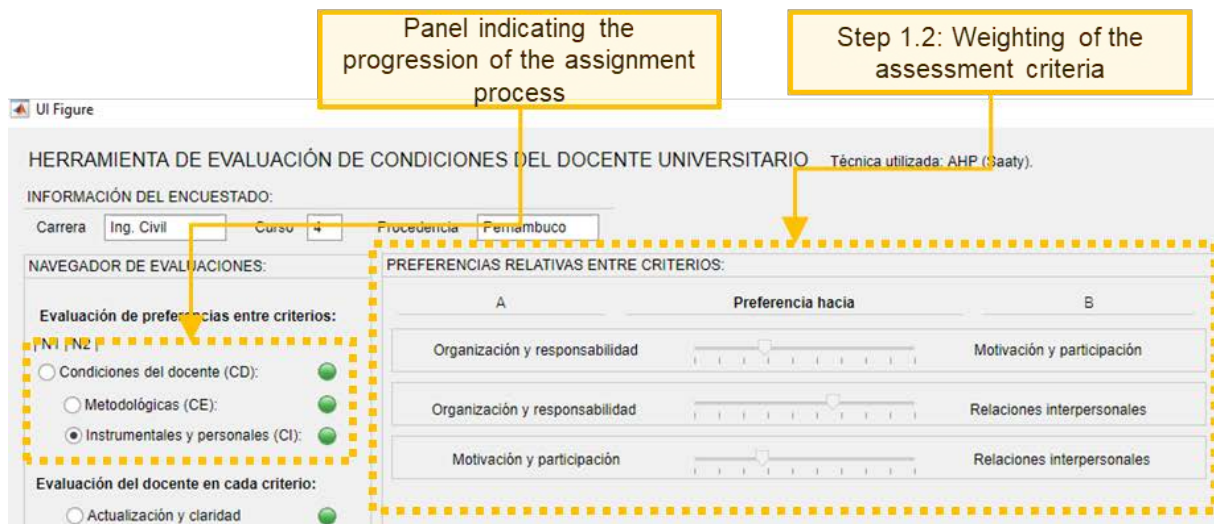 Panel indicating the
progression of the assignment
process
Step 1.2: Weighting of the
assessment criteria
UI Figure
HERRAMIENTA DE EVALUACIÓN DE CONDICIONES DEL DOCENTE UNIVERSITARIO Técnica utilizada: AHP (Saaty).
INFORMACIÓN DEL ENCUESTADO:
Carrera Ing. Civil Curso 4 Procedencia Pernambuco
NAVEGADOR DE EVALUACIONES:
PREFERENCIAS RELATIVAS ENTRE CRITERIOS:
A Preferencia hacia B
Evaluación de preferencias entre criterios:
| N1 | N2 |
Organización y responsabilidad Motivación y participación
Condiciones del docente (CD):
Metodológicas (CE):
Organización y responsabilidad Relaciones interpersonales
Instrumentales y personales (CI):
Motivación y participación Relaciones interpersonales
Evaluación del docente en cada criterio:
Actualización y claridad